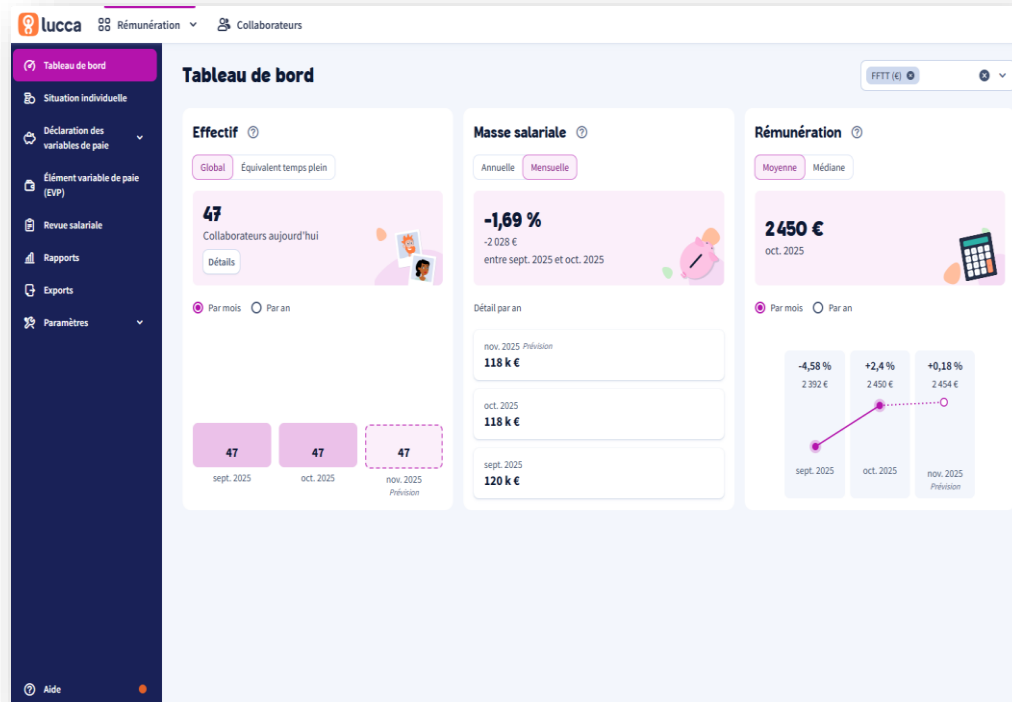 lucca Rémunération Collaborateurs
Tableau de bord
Situation individuelle
Déclaration des
variables de paie
Élément variable de paie
(EVP)
Revue salariale
Rapports
Exports
Paramètres
Aide
Tableau de bord
FFTT (€)
Effectif
Global Équivalent temps plein
47
Collaborateurs aujourd'hui
Détails
Par mois Par an
47 47 47
sept. 2025 oct. 2025 nov. 2025
Prévision
Masse salariale
Annuelle Mensuelle
-1,69 %
-2 028 €
entre sept. 2025 et oct. 2025
Détail par an
nov. 2025 Prévision
118 k €
oct. 2025
118 k €
sept. 2025
120 k €
Rémunération
Moyenne Médiane
2 450 €
oct. 2025
Par mois Par an
-4,58 % +2,4 % +0,18 %
2 392 € 2 450 € 2 454 €
sept. 2025 oct. 2025 nov. 2025
Prévision